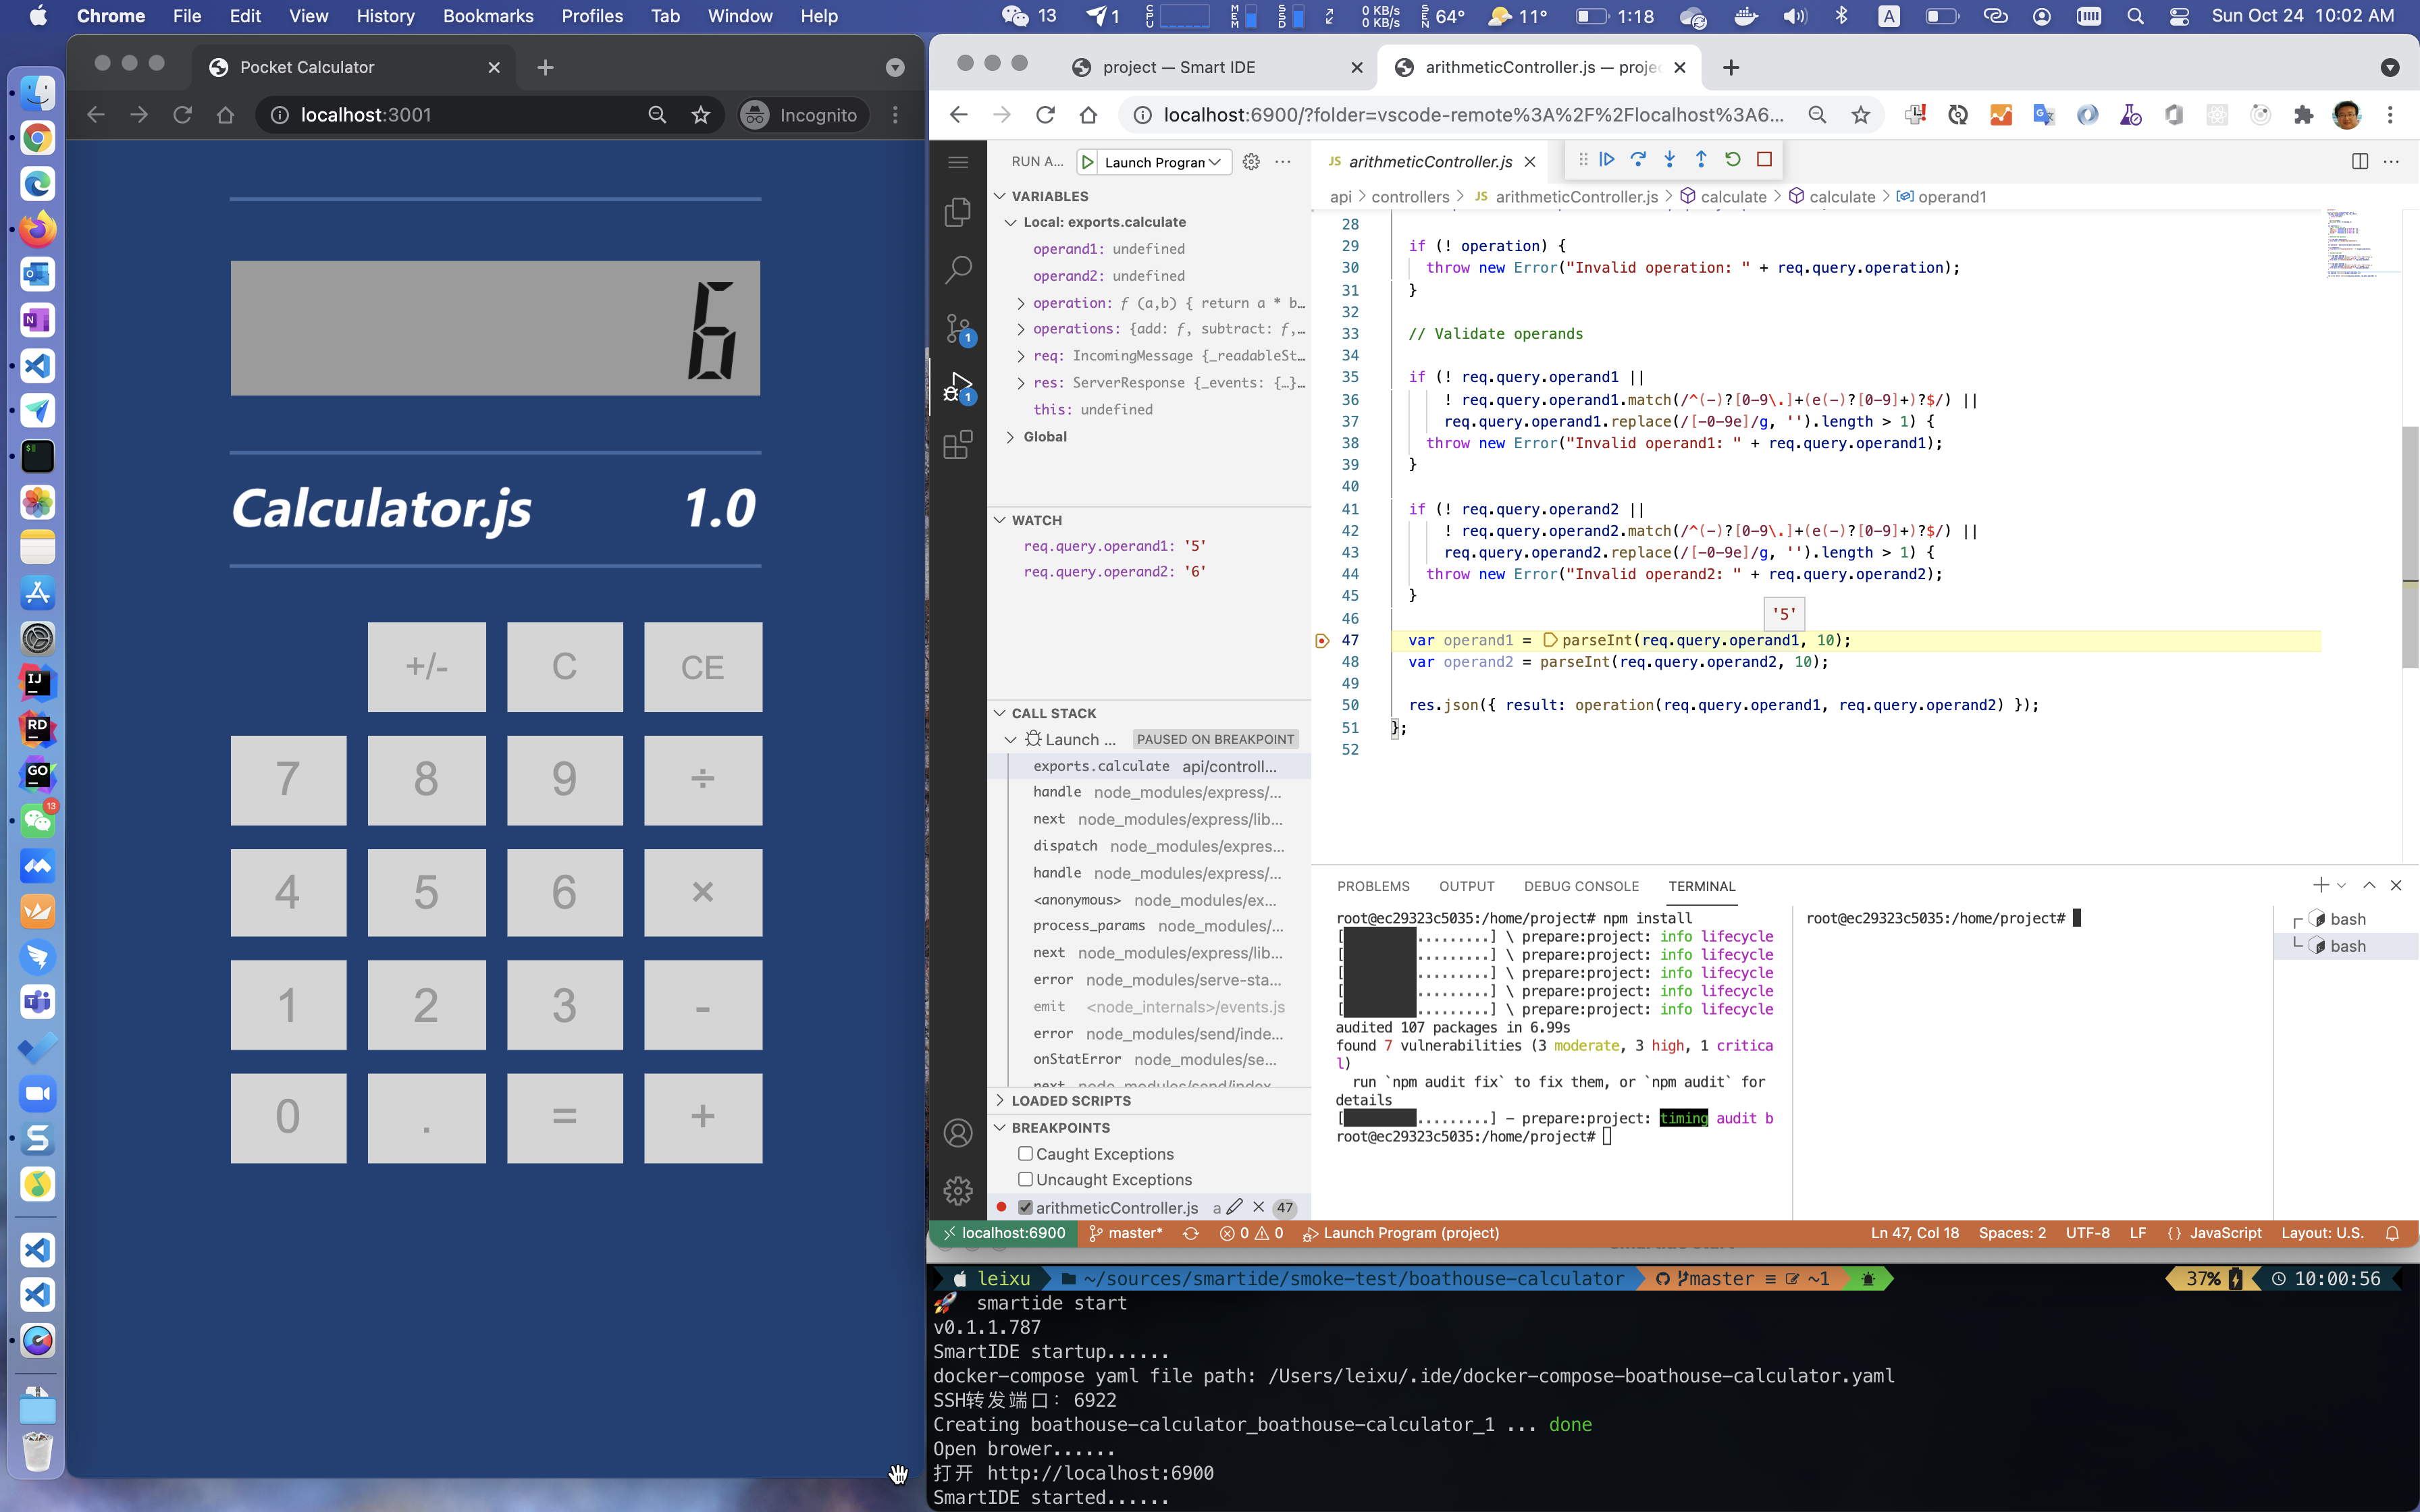 Chrome File Edit View History Bookmarks Profiles Tab Window Help 13 1 CPU MEM SSD 0 KB/s 0 KB/s SEN 64° 11° 1:18 A Sun Oct 24 10:02 AM
Pocket Calculator
localhost:3001
Incognito
6
Calculator.js 1.0
+/- C CE
7 8 9 ÷
4 5 6 ×
1 2 3 -
0 . = +
IJ
RD
GO
13
project — Smart IDE
arithmeticController.js — proje
localhost:6900/?folder=vscode-remote%3A%2F%2Flocalhost%3A6...
RUN A... Launch Progran
VARIABLES
Local: exports.calculate
operand1: undefined
operand2: undefined
operation: f (a,b) { return a * b…
operations: {add: f, subtract: f,…
req: IncomingMessage {_readableSt…
res: ServerResponse {_events: {…}…
this: undefined
Global
WATCH
req.query.operand1: '5'
req.query.operand2: '6'
CALL STACK
Launch ... PAUSED ON BREAKPOINT
exports.calculate api/controll...
handle node_modules/express/...
next node_modules/express/lib...
dispatch node_modules/expres...
handle node_modules/express/...
<anonymous> node_modules/ex...
process_params node_modules/...
next node_modules/express/lib...
error node_modules/serve-sta...
emit <node_internals>/events.js
error node_modules/send/inde...
onStatError node_modules/se...
next node_modules/send/index
LOADED SCRIPTS
BREAKPOINTS
Caught Exceptions
Uncaught Exceptions
arithmeticController.js a 47
1
1
JS arithmeticController.js
api > controllers > JS arithmeticController.js > calculate > calculate > operand1
28
29 if (! operation) {
30 throw new Error("Invalid operation: " + req.query.operation);
31 }
32
33 // Validate operands
34
35 if (! req.query.operand1 ||
36 ! req.query.operand1.match(/^(-)?[0-9\.]+(e(-)?[0-9]+)?$/) ||
37 req.query.operand1.replace(/[-0-9e]/g, '').length > 1) {
38 throw new Error("Invalid operand1: " + req.query.operand1);
39 }
40
41 if (! req.query.operand2 ||
42 ! req.query.operand2.match(/^(-)?[0-9\.]+(e(-)?[0-9]+)?$/) ||
43 req.query.operand2.replace(/[-0-9e]/g, '').length > 1) {
44 throw new Error("Invalid operand2: " + req.query.operand2);
45 }
46
'5'
47 var operand1 = parseInt(req.query.operand1, 10);
48 var operand2 = parseInt(req.query.operand2, 10);
49
50 res.json({ result: operation(req.query.operand1, req.query.operand2) });
51 };
52
PROBLEMS OUTPUT DEBUG CONSOLE TERMINAL
root@ec29323c5035:/home/project# npm install
[ .........] \ prepare:project: info lifecycle
[ .........] \ prepare:project: info lifecycle
[ .........] \ prepare:project: info lifecycle
[ .........] \ prepare:project: info lifecycle
[ .........] \ prepare:project: info lifecycle
audited 107 packages in 6.99s
found 7 vulnerabilities (3 moderate, 3 high, 1 critica
l)
run `npm audit fix` to fix them, or `npm audit` for
details
[ .........] - prepare:project: timing audit b
root@ec29323c5035:/home/project#
root@ec29323c5035:/home/project#
bash
bash
localhost:6900 master* 0 0 Launch Program (project) Ln 47, Col 18 Spaces: 2 UTF-8 LF {} JavaScript Layout: U.S.
leixu ~/sources/smartide/smoke-test/boathouse-calculator master ≡ ~1 37% 10:00:56
smartide start
v0.1.1.787
SmartIDE startup......
docker-compose yaml file path: /Users/leixu/.ide/docker-compose-boathouse-calculator.yaml
SSH转发端口: 6922
Creating boathouse-calculator_boathouse-calculator_1 ... done
Open brower......
打开 http://localhost:6900
SmartIDE started......